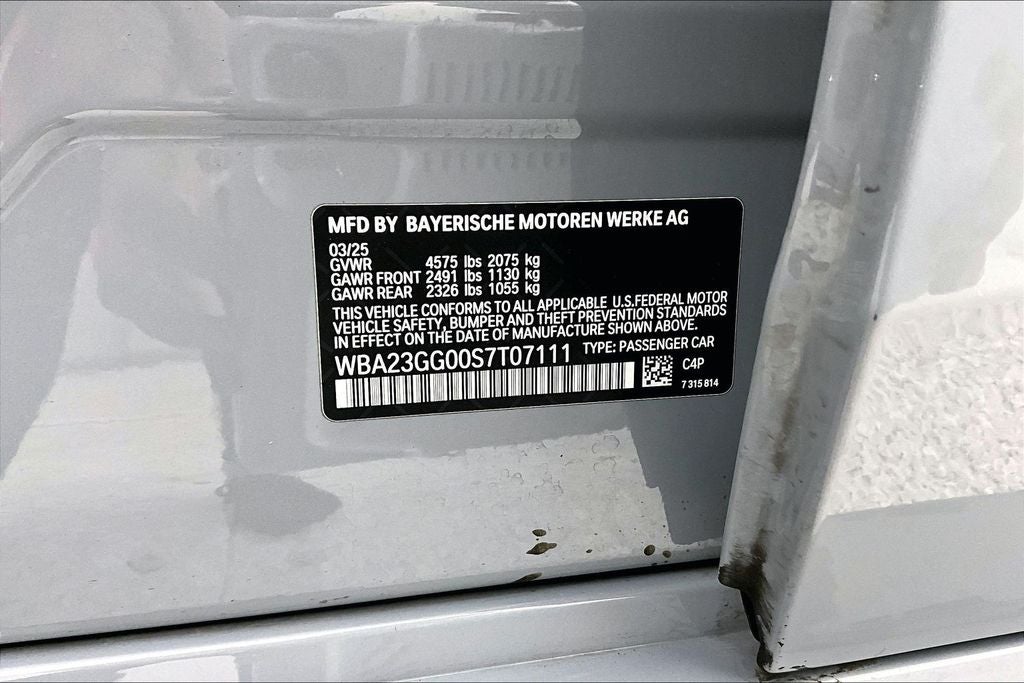 MFD BY BAYERISCHE MOTOREN WERKE AG
03/25
GVWR 4575 lbs 2075 kg
GAWR FRONT 2491 lbs 1130 kg
GAWR REAR 2326 lbs 1055 kg
THIS VEHICLE CONFORMS TO ALL APPLICABLE U.S.FEDERAL MOTOR
VEHICLE SAFETY, BUMPER AND THEFT PREVENTION STANDARDS
IN EFFECT ON THE DATE OF MANUFACTURE SHOWN ABOVE.
WBA23GG00S7T07111 TYPE: PASSENGER CAR
C4P
7 315 814